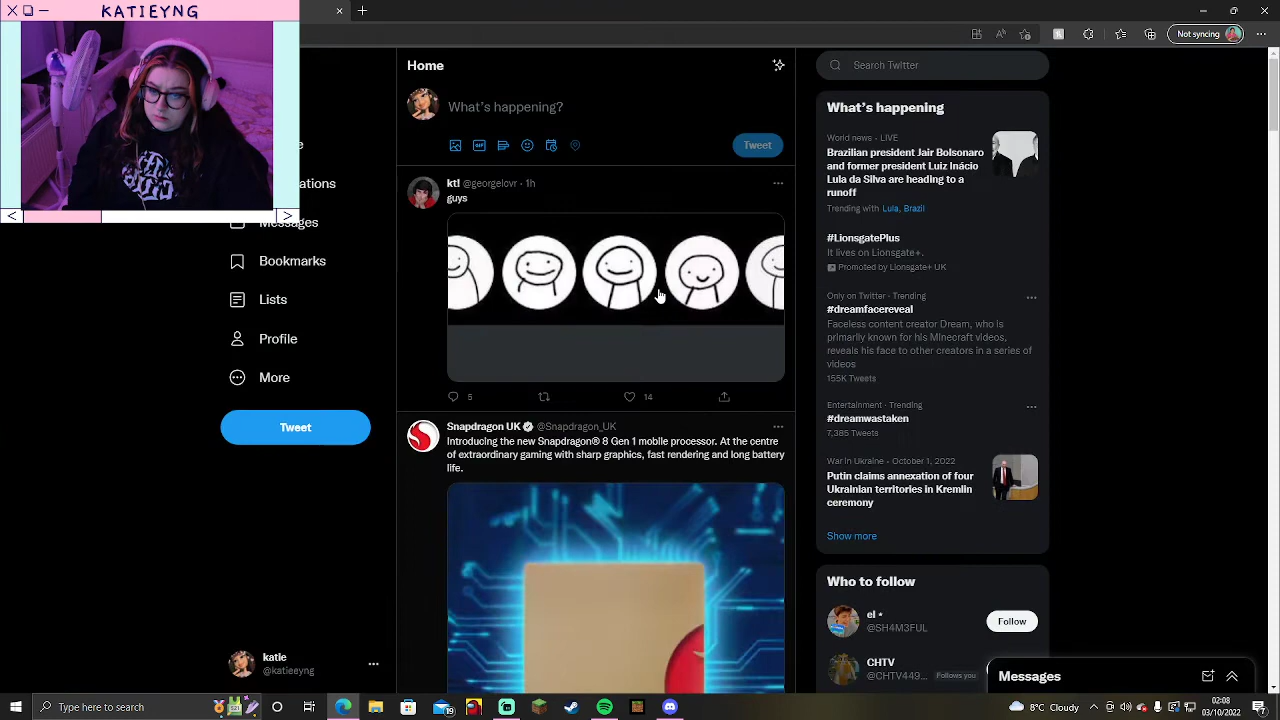 KATIEYNG
Home
Search Twitter
What's happening?
Tweet
Messages
Bookmarks
Lists
Profile
More
Tweet
katie
@katieeyng
kt! @georgelovr · 1h
guys
5
14
Snapdragon UK @Snapdragon_UK
Introducing the new Snapdragon® 8 Gen 1 mobile processor. At the centre
of extraordinary gaming with sharp graphics, fast rendering and long battery
life.
What's happening
World news · LIVE
Brazilian president Jair Bolsonaro
and former president Luiz Inácio
Lula da Silva are heading to a
runoff
Trending with Lula, Brazil
#LionsgatePlus
It lives on Lionsgate+.
Promoted by Lionsgate+ UK
Only on Twitter · Trending
#dreamfacereveal
Faceless content creator Dream, who is
primarily known for his Minecraft videos,
reveals his face to other creators in a series of
videos
155K Tweets
Entertainment · Trending
#dreamwastaken
7,385 Tweets
War in Ukraine · October 1, 2022
Putin claims annexation of four
Ukrainian territories in Kremlin
ceremony
Show more
Who to follow
el
@SH4M3FUL
Follow
CHTV
@CHTV448...
Follows you
Messages
Not syncing
Type here to search
8°C Cloudy
02:08
03/10/2022